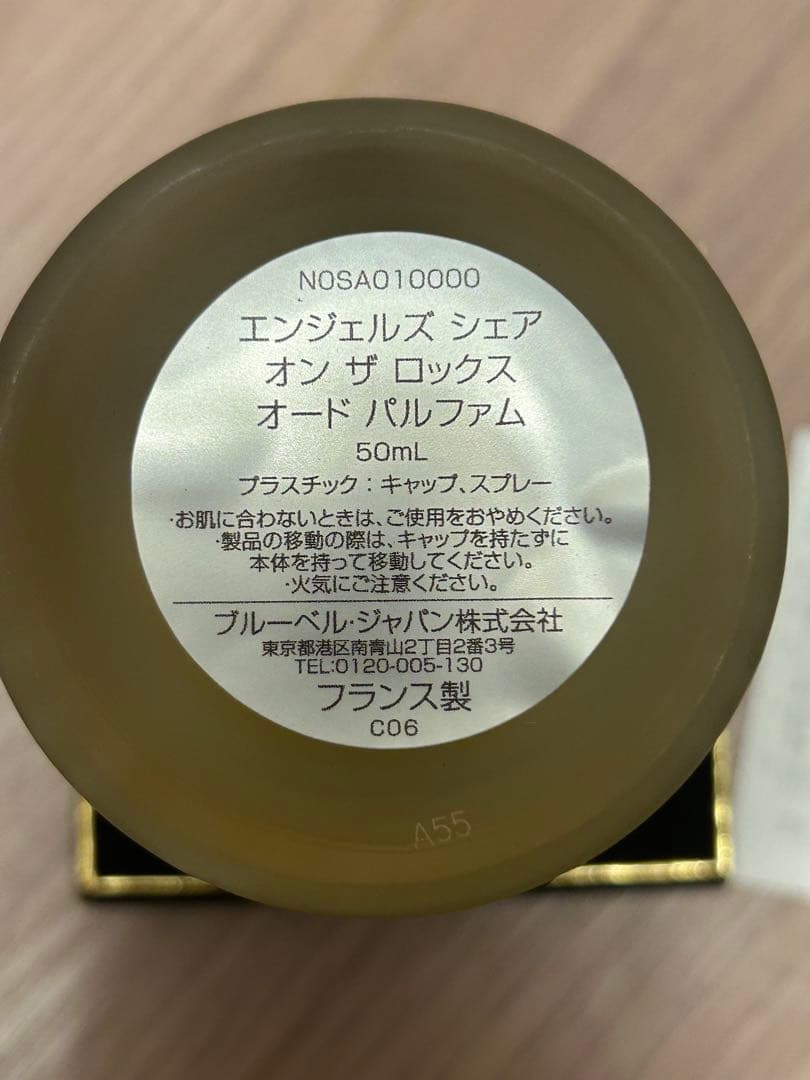 N0SA010000
エンジェルズ シェア
オン ザ ロックス
オード パルファム
50mL
プラスチック：キャップ、スプレー
・お肌に合わないときは、ご使用をおやめください。
・製品の移動の際は、キャップを持たずに
本体を持って移動してください。
・火気にご注意ください。
ブルーベル・ジャパン株式会社
東京都港区南青山2丁目2番3号
TEL:0120-005-130
フランス製
C06
A55